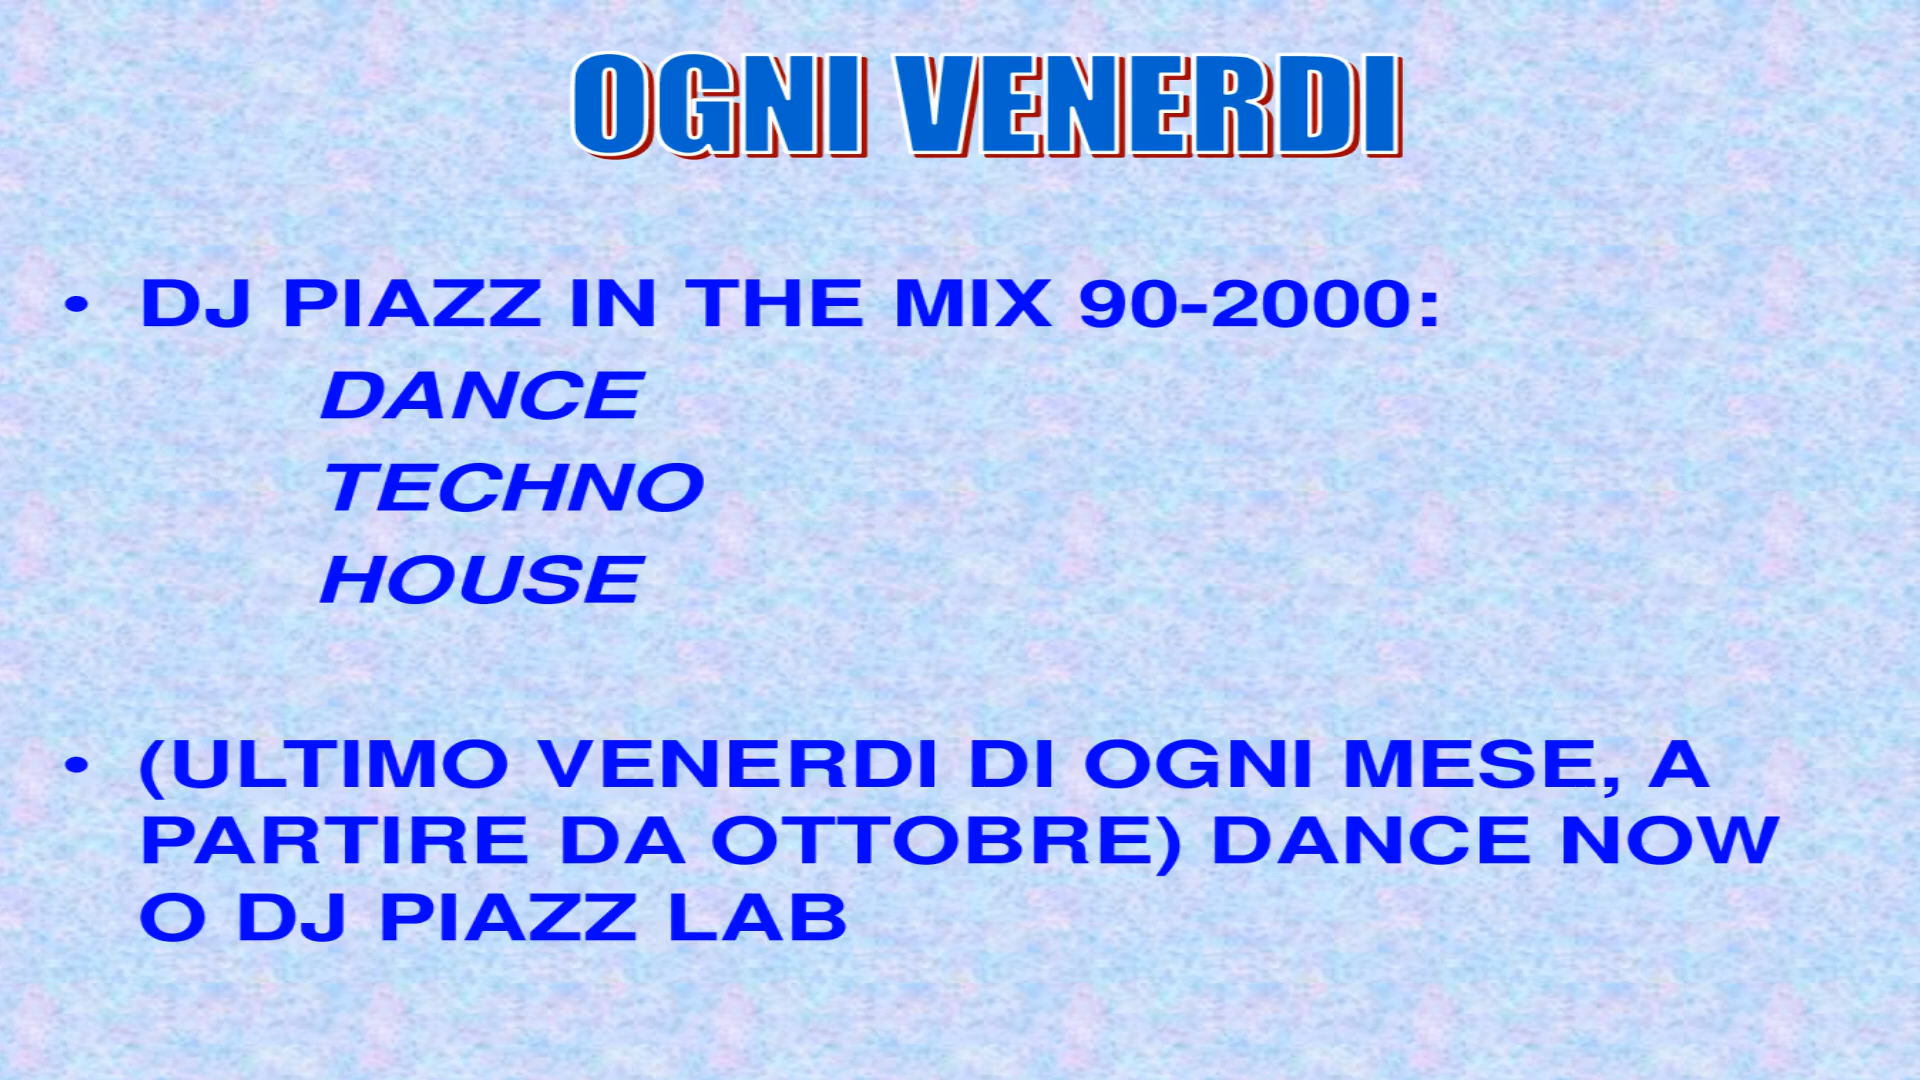 OGNI VENERDI
• DJ PIAZZ IN THE MIX 90-2000:
DANCE
TECHNO
HOUSE
• (ULTIMO VENERDI DI OGNI MESE, A
PARTIRE DA OTTOBRE) DANCE NOW
O DJ PIAZZ LAB